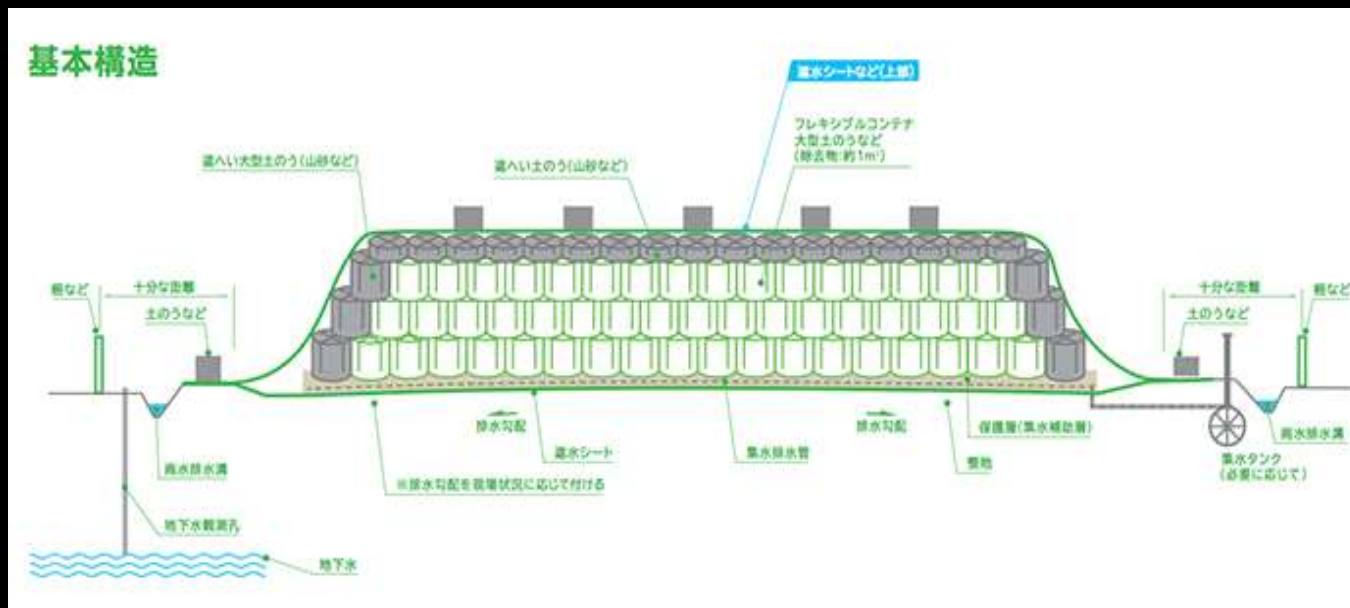 基本構造
遮水シートなど(上部)
フレキシブルコンテナ
大型土のうなど
(除去物:約1m³)
遮へい大型土のう(山砂など)
遮へい土のう(山砂など)
柵など
十分な距離
土のうなど
十分な距離
柵など
土のうなど
排水勾配
排水勾配
保護層(集水補助層)
雨水排水溝
遮水シート
集水排水管
整地
集水タンク
(必要に応じて)
雨水排水溝
※排水勾配を現場状況に応じて付ける
地下水観測孔
地下水